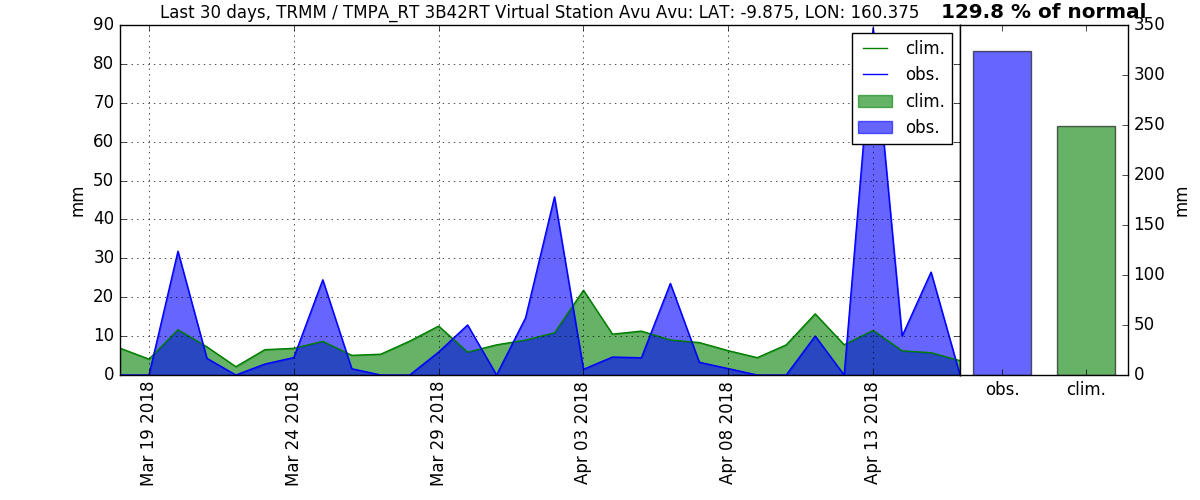 Last 30 days, TRMM / TMPA_RT 3B42RT Virtual Station Avu Avu: LAT: -9.875, LON: 160.375
129.8 % of normal
90
80
70
60
50
40
30
20
10
0
mm
clim.
obs.
clim.
obs.
350
300
250
200
150
100
50
0
mm
Mar 19 2018
Mar 24 2018
Mar 29 2018
Apr 03 2018
Apr 08 2018
Apr 13 2018
obs.
clim.